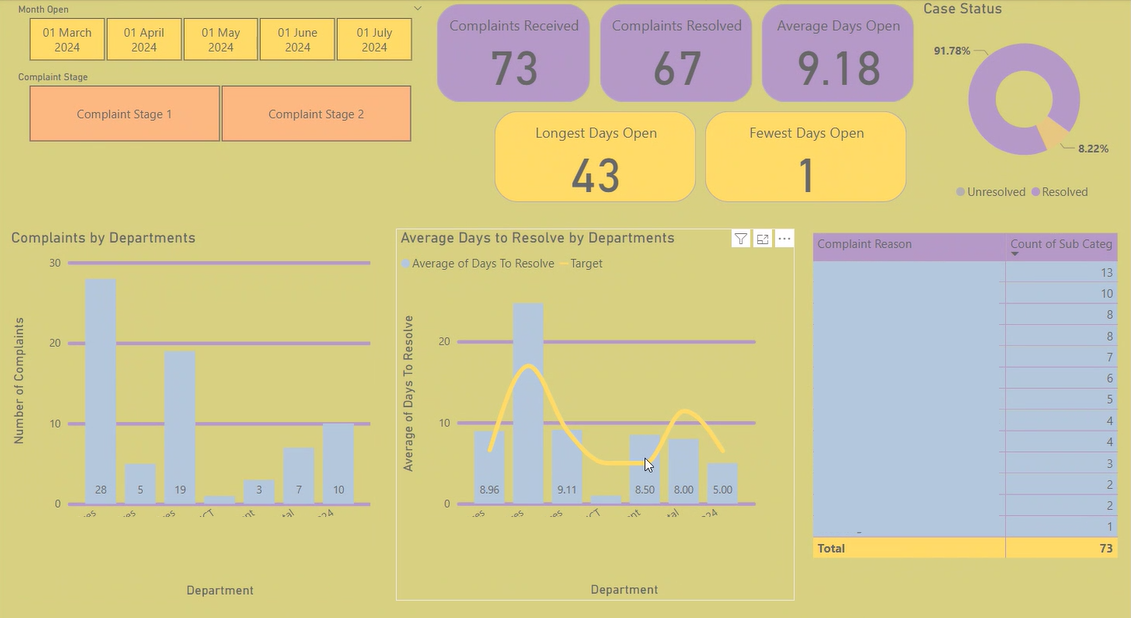 Month Open
01 March
2024
01 April
2024
01 May
2024
01 June
2024
01 July
2024
Complaint Stage
Complaint Stage 1
Complaint Stage 2
Complaints Received
73
Complaints Resolved
67
Average Days Open
9.18
Longest Days Open
43
Fewest Days Open
1
Case Status
91.78%
8.22%
Unresolved Resolved
Complaints by Departments
Number of Complaints
30
20
10
0
28 5 19 3 7 10
Department
Average Days to Resolve by Departments
Average of Days To Resolve Target
Average of Days To Resolve
20
10
0
8.96 9.11 8.50 8.00 5.00
Department
Complaint Reason Count of Sub Categ
13
10
8
8
7
6
5
4
4
3
2
2
1
Total 73